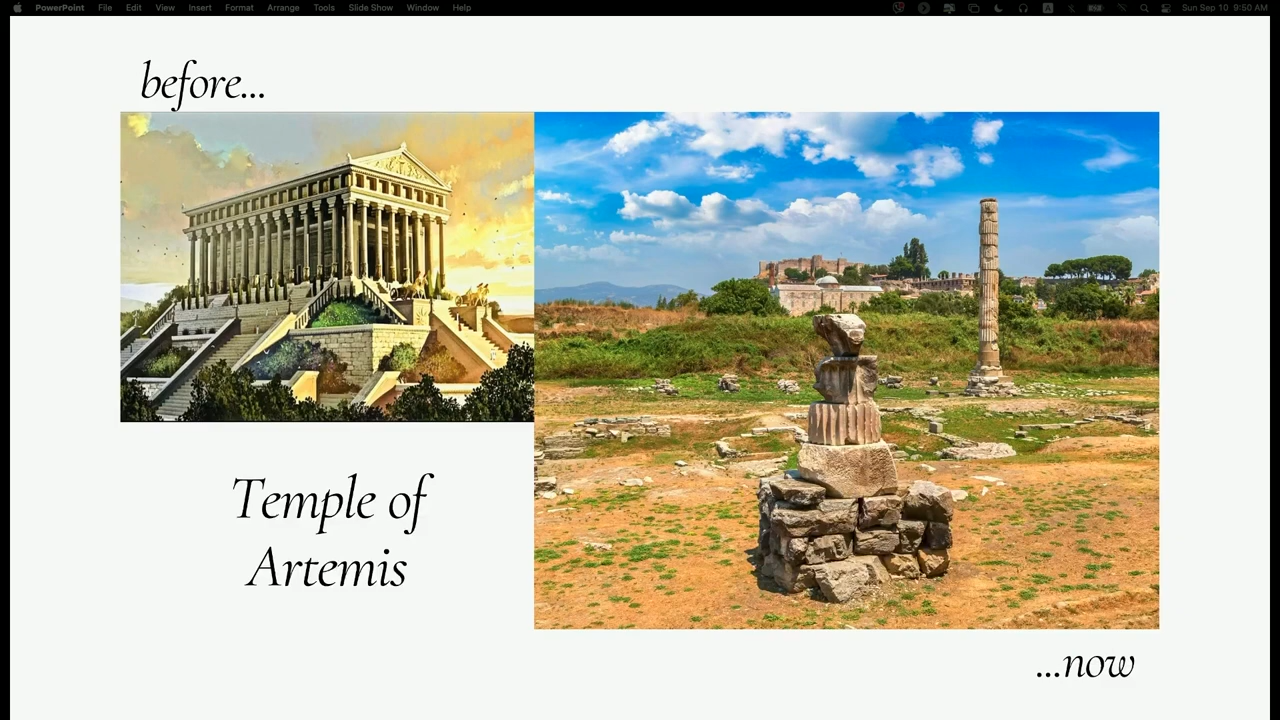 PowerPoint File Edit View Insert Format Arrange Tools Slide Show Window Help
A
Sun Sep 10 9:50 AM
before...
Temple of
Artemis
...now